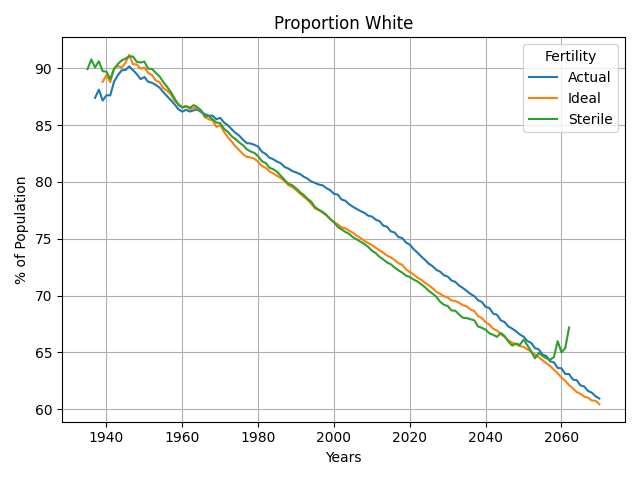 Proportion White
Fertility
Actual
Ideal
Sterile
90
85
80
75
70
65
60
% of Population
1940
1960
1980
2000
2020
2040
2060
Years